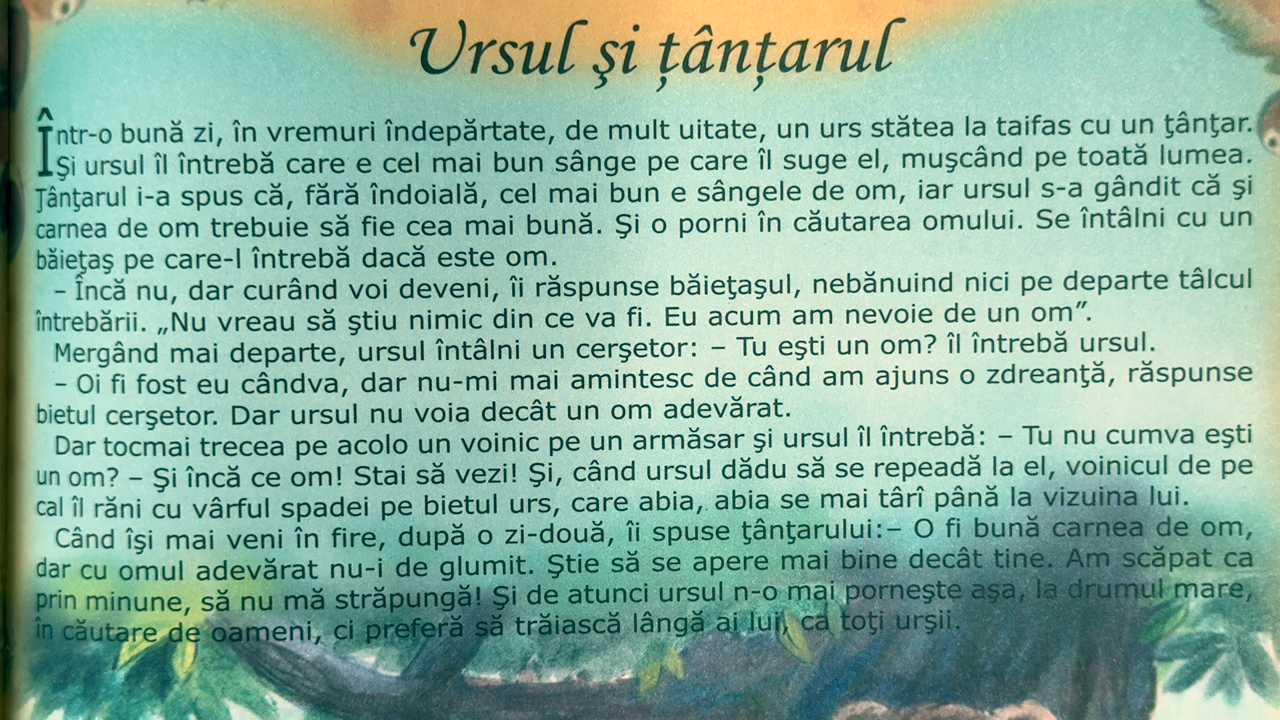 Ursul şi ţânţarul
Într-o bună zi, în vremuri îndepărtate, de mult uitate, un urs stătea la taifas cu un ţânţar.
Şi ursul îl întrebă care e cel mai bun sânge pe care îl suge el, muşcând pe toată lumea.
Ţânţarul i-a spus că, fără îndoială, cel mai bun e sângele de om, iar ursul s-a gândit că şi
carnea de om trebuie să fie cea mai bună. Şi o porni în căutarea omului. Se întâlni cu un
băieţaş pe care-l întrebă dacă este om.
– Încă nu, dar curând voi deveni, îi răspunse băieţaşul, nebănuind nici pe departe tâlcul
întrebării. „Nu vreau să ştiu nimic din ce va fi. Eu acum am nevoie de un om”.
Mergând mai departe, ursul întâlni un cerşetor: – Tu eşti un om? îl întrebă ursul.
– Oi fi fost eu cândva, dar nu-mi mai amintesc de când am ajuns o zdreanţă, răspunse
bietul cerşetor. Dar ursul nu voia decât un om adevărat.
Dar tocmai trecea pe acolo un voinic pe un armăsar şi ursul îl întrebă: – Tu nu cumva eşti
un om? – Şi încă ce om! Stai să vezi! Şi, când ursul dădu să se repeadă la el, voinicul de pe
cal îl răni cu vârful spadei pe bietul urs, care abia, abia se mai târî până la vizuina lui.
Când îşi mai veni în fire, după o zi-două, îi spuse ţânţarului:– O fi bună carnea de om,
dar cu omul adevărat nu-i de glumit. Ştie să se apere mai bine decât tine. Am scăpat ca
prin minune, să nu mă străpungă! Şi de atunci ursul n-o mai porneşte aşa, la drumul mare,
în căutare de oameni, ci preferă să trăiască lângă ai lui, ca toţi urşii.